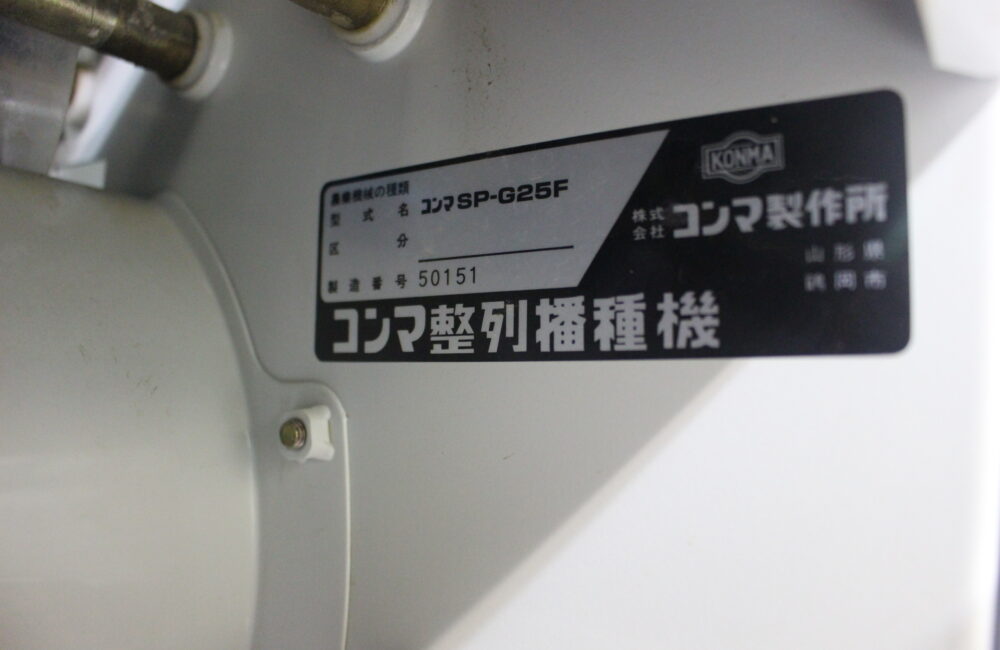 農業機械の種類
型式名 コンマSP-G25F
区分
製造番号 50151
コンマ整列播種機
KONMA
株式会社 コンマ製作所
山形県
鶴岡市